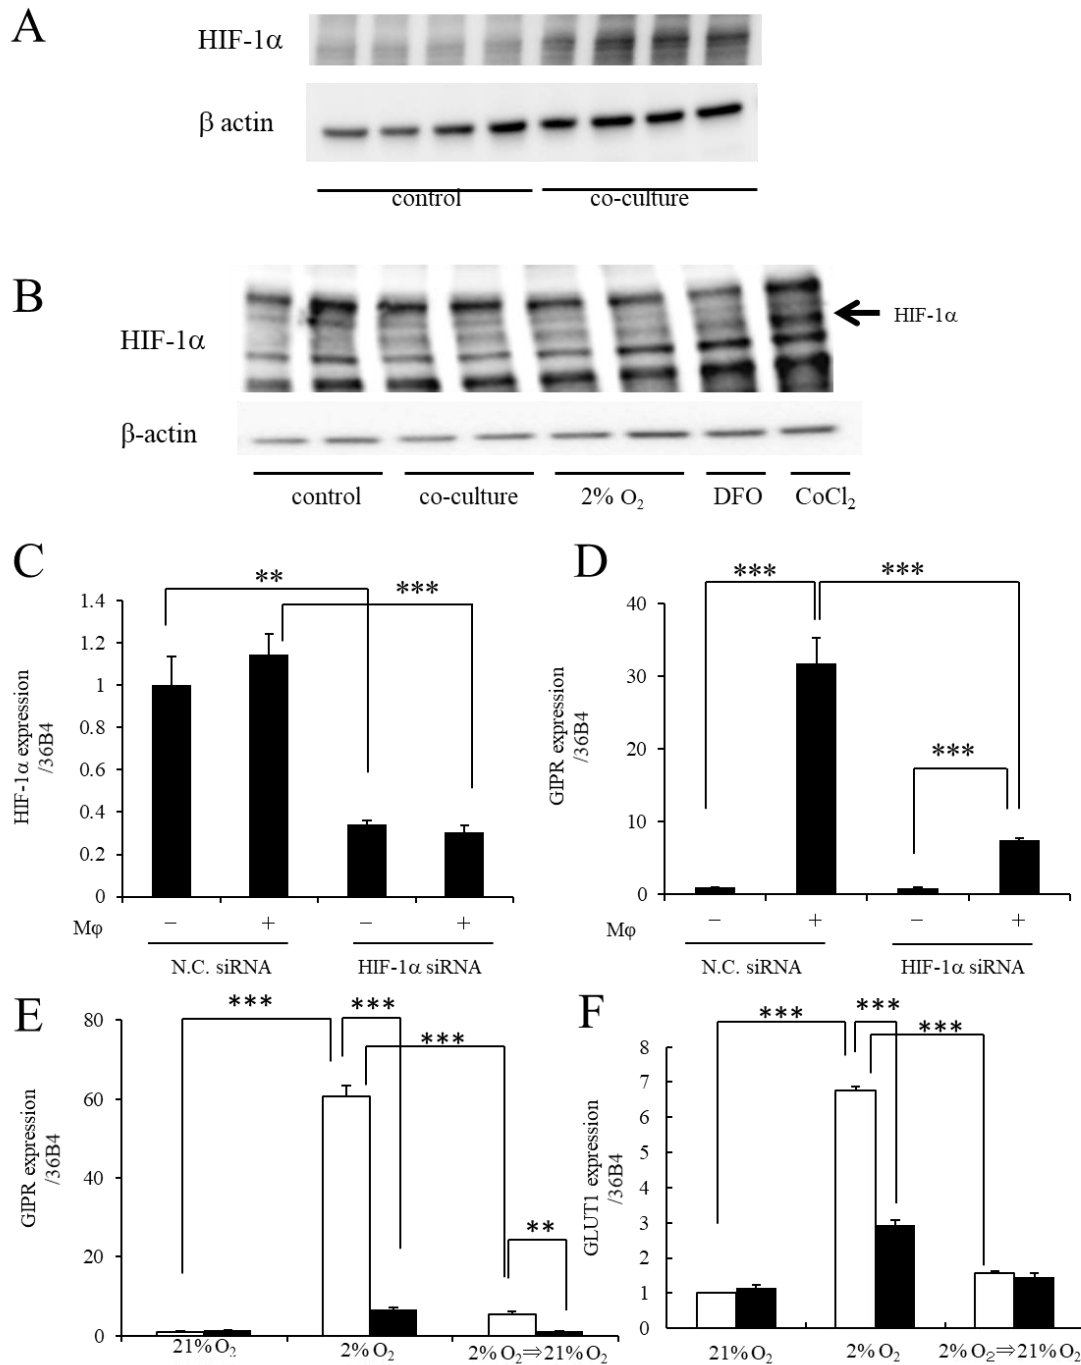 A
HIF-1α
β actin
control
co-culture
B
HIF-1α
HIF-1α
β-actin
control
co-culture
2% O₂
DFO
CoCl₂
C
**
***
HIF-1α expression
/36B4
1.4
1.2
1
0.8
0.6
0.4
0.2
0
Mφ
−
+
−
+
N.C. siRNA
HIF-1α siRNA
D
***
***
***
GIPR expression
/36B4
40
30
20
10
0
Mφ
−
+
−
+
N.C. siRNA
HIF-1α siRNA
E
***
***
***
**
GIPR expression
/36B4
80
60
40
20
0
21% O₂
2% O₂
2% O₂⇒21% O₂
F
***
***
***
GLUT1 expression
/36B4
8
7
6
5
4
3
2
1
0
21% O₂
2% O₂
2% O₂⇒21% O₂